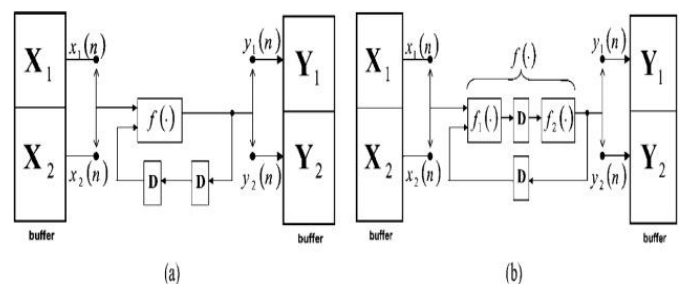 X1
x1(n)
X2
x2(n)
buffer
f(·)
D
D
y1(n)
Y1
y2(n)
Y2
buffer
(a)
X1
x1(n)
X2
x2(n)
buffer
f(·)
f1(·)
D
f2(·)
D
y1(n)
Y1
y2(n)
Y2
buffer
(b)